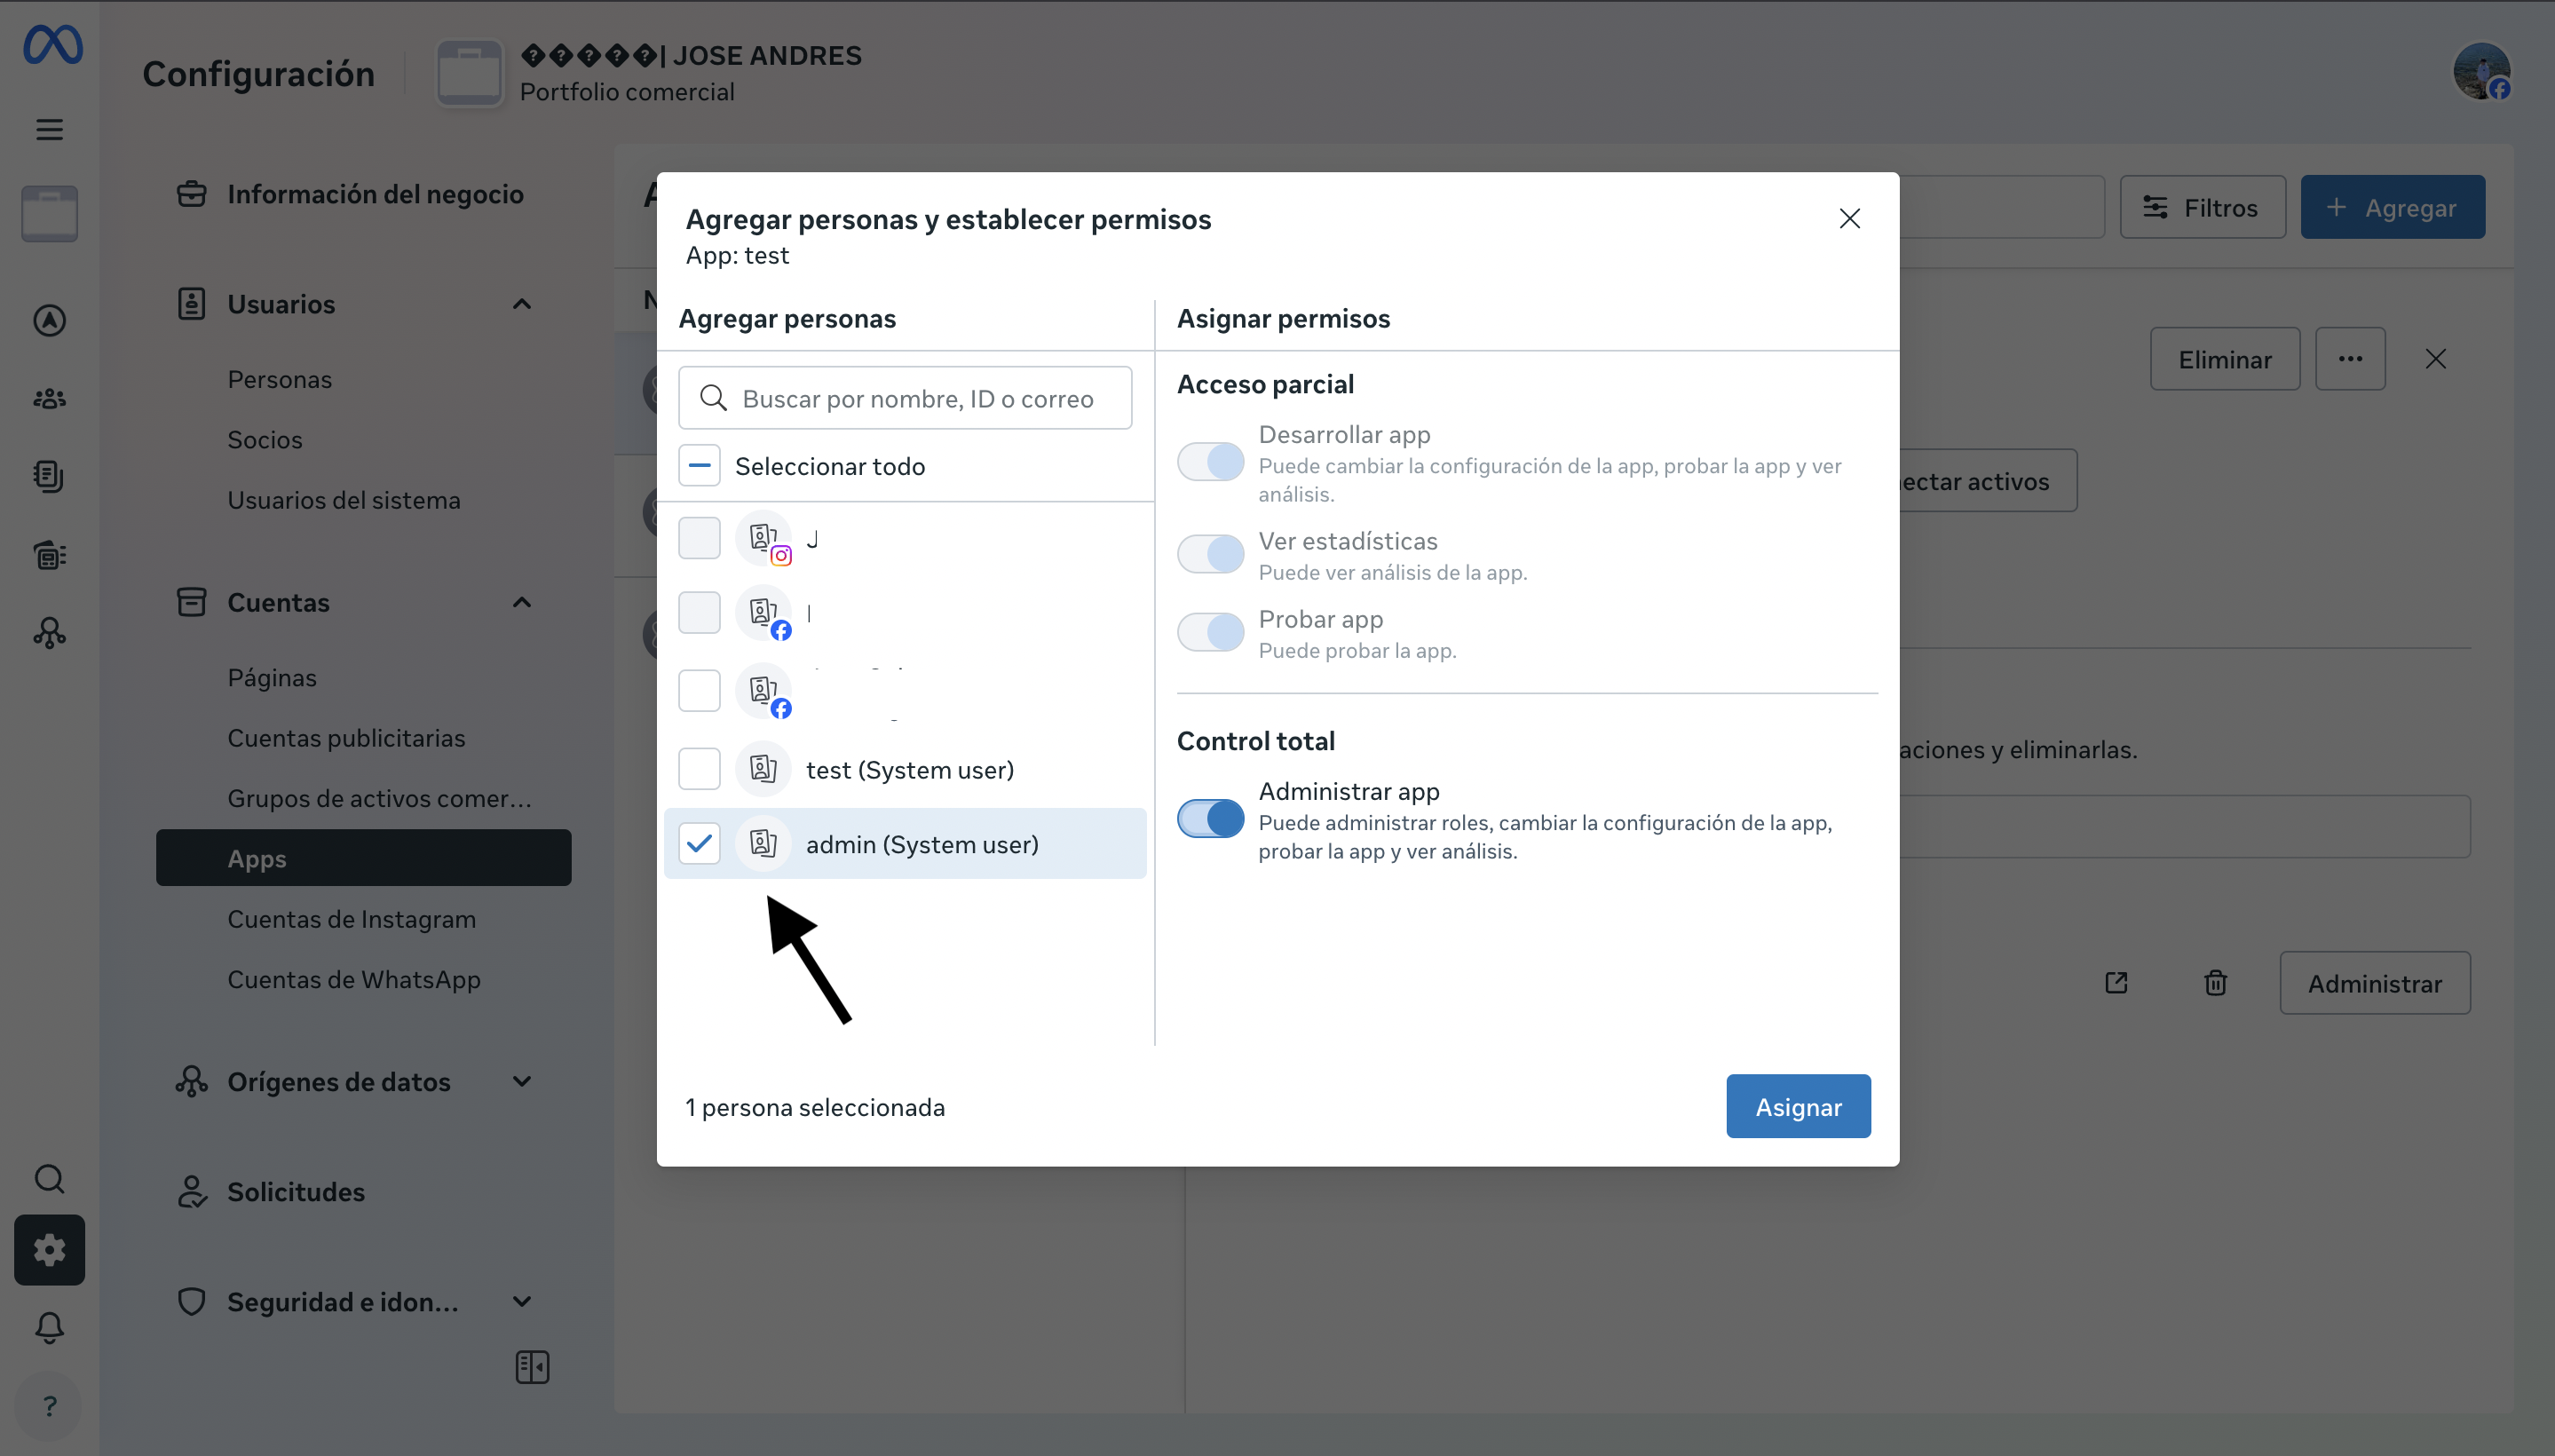 Configuración
�����| JOSE ANDRES
Portfolio comercial
Información del negocio
Usuarios
Personas
Socios
Usuarios del sistema
Cuentas
Páginas
Cuentas publicitarias
Grupos de activos comer...
Apps
Cuentas de Instagram
Cuentas de WhatsApp
Orígenes de datos
Solicitudes
Seguridad e idon...
?
Filtros
+ Agregar
Eliminar
ectar activos
aciones y eliminarlas.
Administrar
Agregar personas y establecer permisos
App: test
Agregar personas
Buscar por nombre, ID o correo
Seleccionar todo
J
test (System user)
admin (System user)
1 persona seleccionada
Asignar permisos
Acceso parcial
Desarrollar app
Puede cambiar la configuración de la app, probar la app y ver
análisis.
Ver estadísticas
Puede ver análisis de la app.
Probar app
Puede probar la app.
Control total
Administrar app
Puede administrar roles, cambiar la configuración de la app,
probar la app y ver análisis.
Asignar